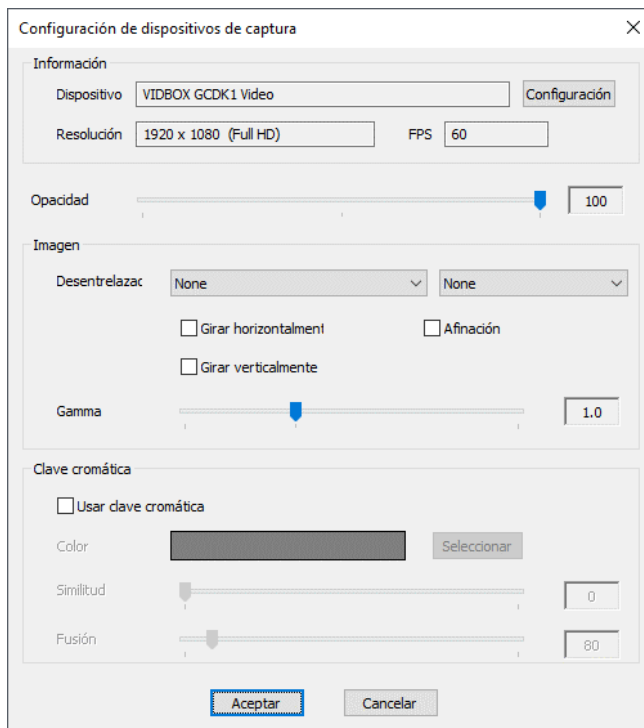 Configuración de dispositivos de captura
Información
Dispositivo VIDBOX GCDK1 Video Configuración
Resolución 1920 x 1080 (Full HD) FPS 60
Opacidad 100
Imagen
Desentrelazac None None
Girar horizontalment Afinación
Girar verticalmente
Gamma 1.0
Clave cromática
Usar clave cromática
Color Seleccionar
Similitud 0
Fusión 80
Aceptar Cancelar